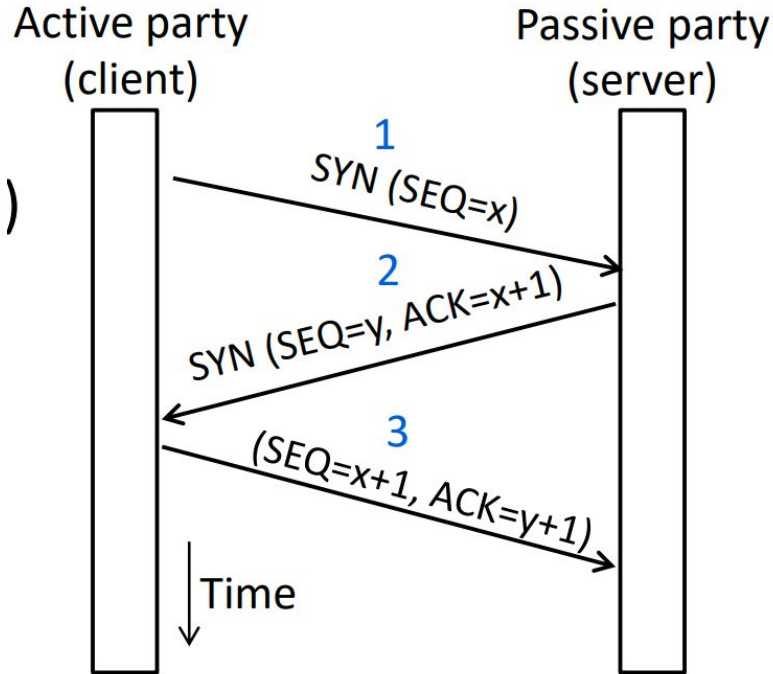 Active party
(client)
Passive party
(server)
)
1
SYN (SEQ=x)
2
SYN (SEQ=y, ACK=x+1)
3
(SEQ=x+1, ACK=y+1)
Time